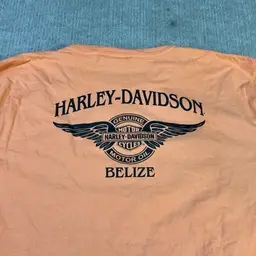 HARLEY-DAVIDSON
GENUINE
MOTOR
HARLEY-DAVIDSON
CYCLES
MOTOR OIL
BELIZE